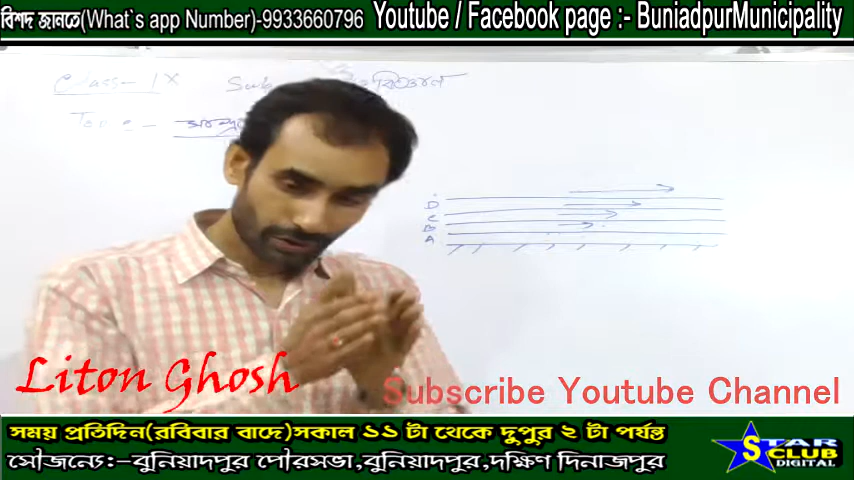 বিশদ জানতে(What`s app Number)-9933660796 Youtube / Facebook page :- BuniadpurMunicipality
Class - IX Sub
D
C
B
A
Liton Ghosh
Subscribe Youtube Channel
সময় প্রতিদিন(রবিবার বাদে)সকাল ১১ টা থেকে দুপুর ২ টা পর্যন্ত
সৌজন্যে:-বুনিয়াদপুর পৌরসভা,বুনিয়াদপুর,দক্ষিণ দিনাজপুর
STAR CLUB
DIGITAL